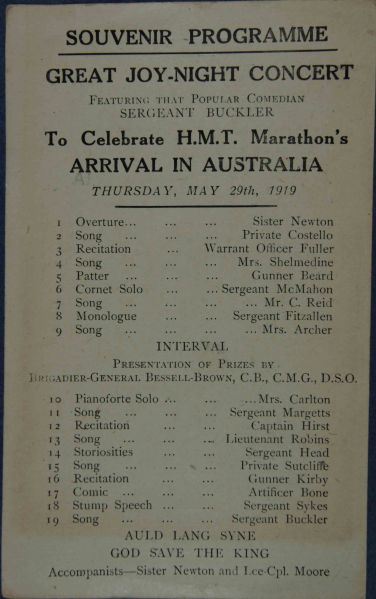 SOUVENIR PROGRAMME
GREAT JOY-NIGHT CONCERT
FEATURING THAT POPULAR COMEDIAN
SERGEANT BUCKLER
To Celebrate H.M.T. Marathon's
ARRIVAL IN AUSTRALIA
THURSDAY, MAY 29th, 1919
1 Overture... ... ... Sister Newton
2 Song ... ... ... Private Costello
3 Recitation ... Warrant Officer Fuller
4 Song ... ... ... Mrs. Shelmedine
5 Patter ... ... ... Gunner Beard
6 Cornet Solo ... ... Sergeant McMahon
7 Song ... ... ... ... Mr. C. Reid
8 Monologue ... ... Sergeant Fitzallen
9 Song ... ... ... ... Mrs. Archer
INTERVAL
PRESENTATION OF PRIZES BY
BRIGADIER-GENERAL BESSELL-BROWN, C.B., C.M.G., D.S.O.
10 Pianoforte Solo ... ... ... Mrs. Carlton
11 Song ... ... ... Sergeant Margetts
12 Recitation ... ... Captain Hirst
13 Song ... ... ... Lieutenant Robins
14 Storiosities ... ... Sergeant Head
15 Song ... ... ... Private Sutcliffe
16 Recitation ... ... Gunner Kirby
17 Comic ... ... ... Artificer Bone
18 Stump Speech ... ... Sergeant Sykes
19 Song ... ... ... Sergeant Buckler
AULD LANG SYNE
GOD SAVE THE KING
Accompanists—Sister Newton and Lce-Cpl. Moore